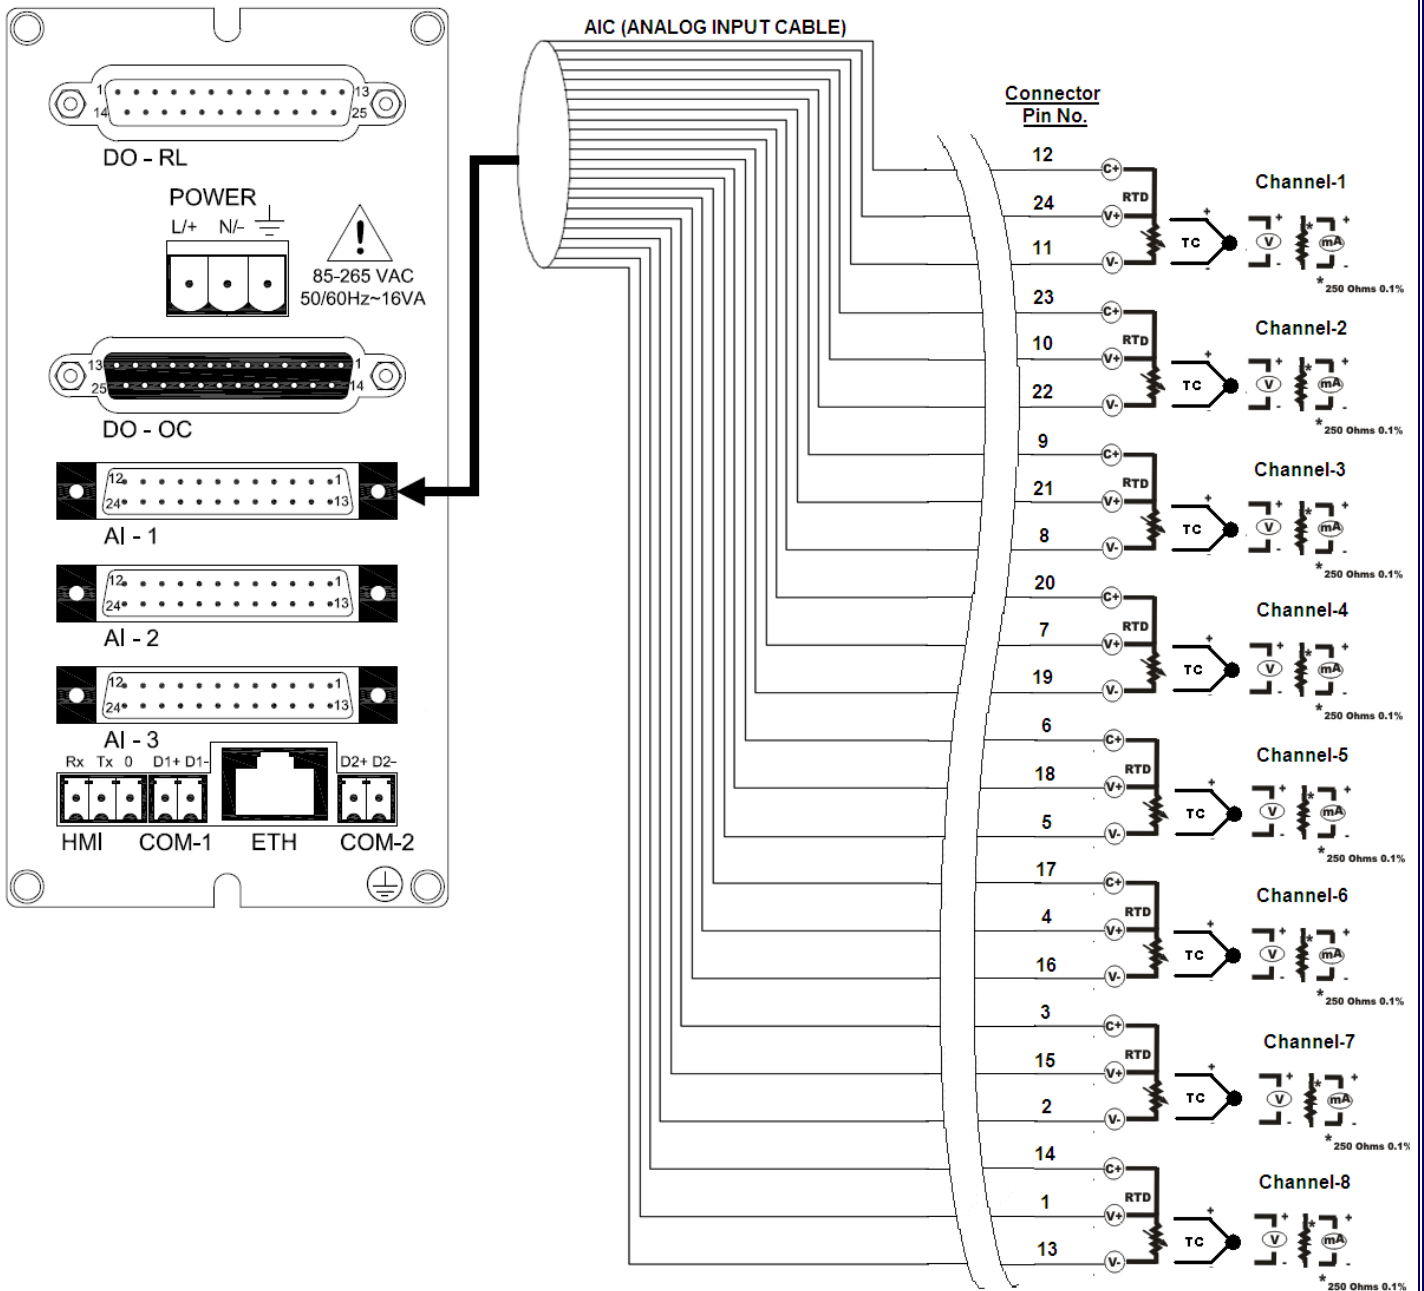 AIC (ANALOG INPUT CABLE)
1 13
14 25
DO - RL
POWER
L/+ N/-
!
85-265 VAC
50/60Hz~16VA
13 1
25 14
DO - OC
12 1
24 13
AI - 1
12 1
24 13
AI - 2
12 1
24 13
AI - 3
Rx Tx 0 D1+ D1- D2+ D2-
HMI COM-1 ETH COM-2
Connector
Pin No.
12 C+
24 V+
11 V-
RTD
TC + -
Channel-1
V + -
* mA + -
* 250 Ohms 0.1%
23 C+
10 V+
22 V-
RTD
TC + -
Channel-2
V + -
* mA + -
* 250 Ohms 0.1%
9 C+
21 V+
8 V-
RTD
TC + -
Channel-3
V + -
* mA + -
* 250 Ohms 0.1%
20 C+
7 V+
19 V-
RTD
TC + -
Channel-4
V + -
* mA + -
* 250 Ohms 0.1%
6 C+
18 V+
5 V-
RTD
TC + -
Channel-5
V + -
* mA + -
* 250 Ohms 0.1%
17 C+
4 V+
16 V-
RTD
TC + -
Channel-6
V + -
* mA + -
* 250 Ohms 0.1%
3 C+
15 V+
2 V-
RTD
TC + -
Channel-7
V + -
* mA + -
* 250 Ohms 0.1%
14 C+
1 V+
13 V-
RTD
TC + -
Channel-8
V + -
* mA + -
* 250 Ohms 0.1%